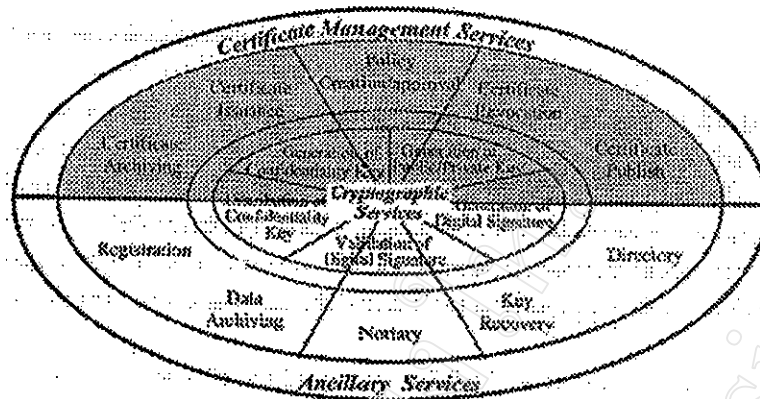 Certificate Management Services
Policy
Creation/Approval
Certificate
Issuance
Certificate
Revocation
Certificate
Archiving
Certificate
Publish
Generation of
Confidentiality Key
Generation of
Public/Private Key
Cryptographic
Services
Confidentiality
Key
Generation of
Digital Signature
Validation of
Digital Signature
Registration
Directory
Data
Archiving
Nortary
Key
Recovery
Ancillary Services